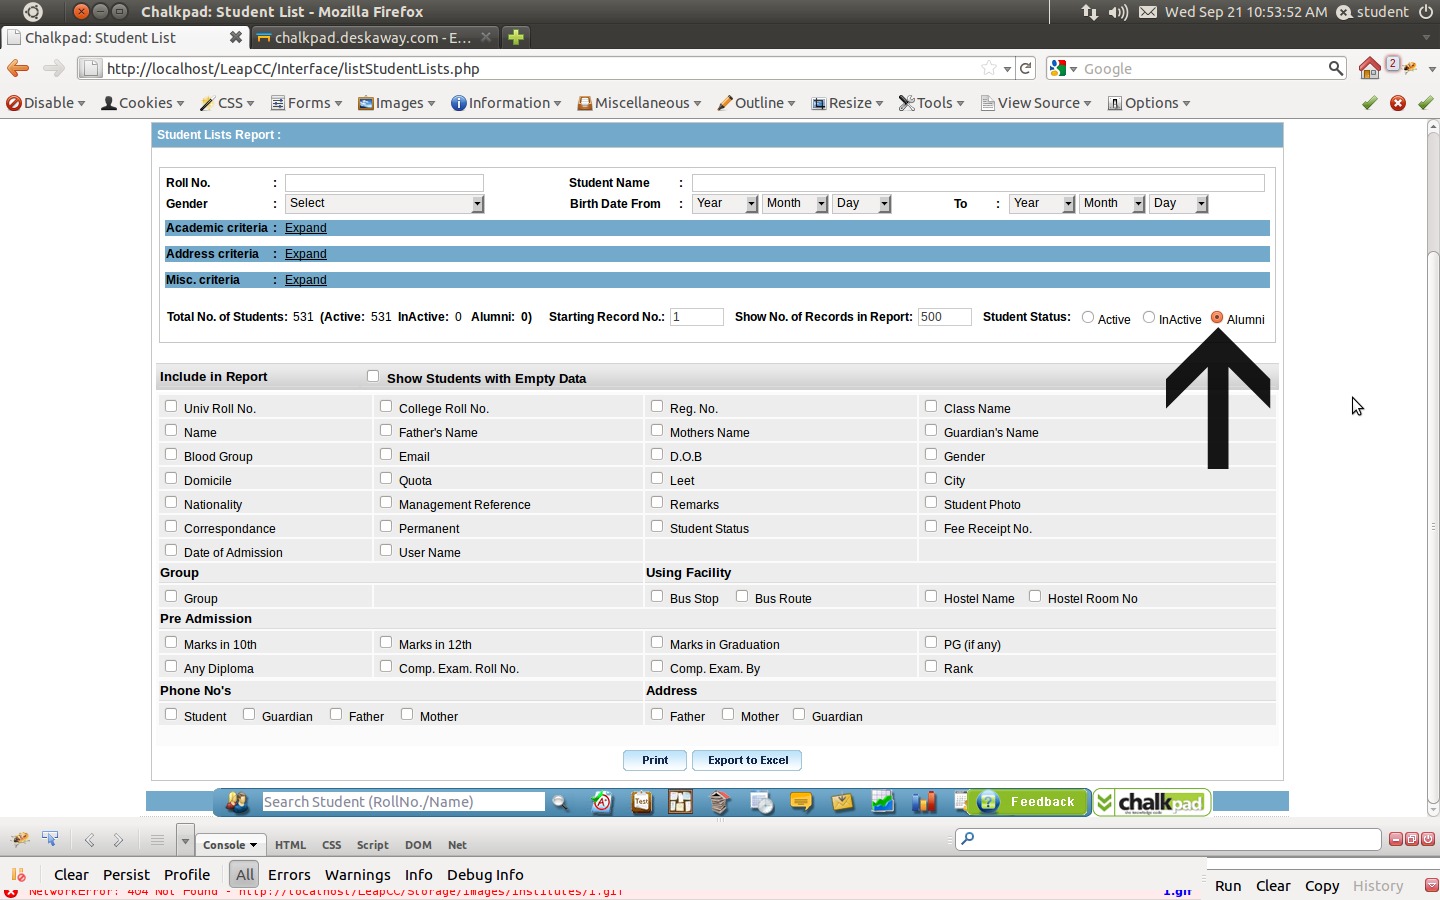 Chalkpad: Student List - Mozilla Firefox
Wed Sep 21 10:53:52 AM student
Chalkpad: Student List
chalkpad.deskaway.com - E...
http://localhost/LeapCC/Interface/listStudentLists.php
Google
2
Disable Cookies CSS Forms Images Information Miscellaneous Outline Resize Tools View Source Options
Student Lists Report :
Roll No. : Student Name :
Gender : Select Birth Date From : Year Month Day To : Year Month Day
Academic criteria : Expand
Address criteria : Expand
Misc. criteria : Expand
Total No. of Students: 531 (Active: 531 InActive: 0 Alumni: 0) Starting Record No.: 1 Show No. of Records in Report: 500 Student Status: Active InActive Alumni
Include in Report Show Students with Empty Data
Univ Roll No. College Roll No. Reg. No. Class Name
Name Father's Name Mothers Name Guardian's Name
Blood Group Email D.O.B Gender
Domicile Quota Leet City
Nationality Management Reference Remarks Student Photo
Correspondance Permanent Student Status Fee Receipt No.
Date of Admission User Name
Group Using Facility
Group Bus Stop Bus Route Hostel Name Hostel Room No
Pre Admission
Marks in 10th Marks in 12th Marks in Graduation PG (if any)
Any Diploma Comp. Exam. Roll No. Comp. Exam. By Rank
Phone No's Address
Student Guardian Father Mother Father Mother Guardian
Print Export to Excel
Search Student (RollNo./Name) Test Feedback chalkpad
Console HTML CSS Script DOM Net
Clear Persist Profile All Errors Warnings Info Debug Info
Run Clear Copy History
NetworkError: 404 Not Found - http://localhost/LeapCC/Storage/Images/Institutes/1.gif 1.gif